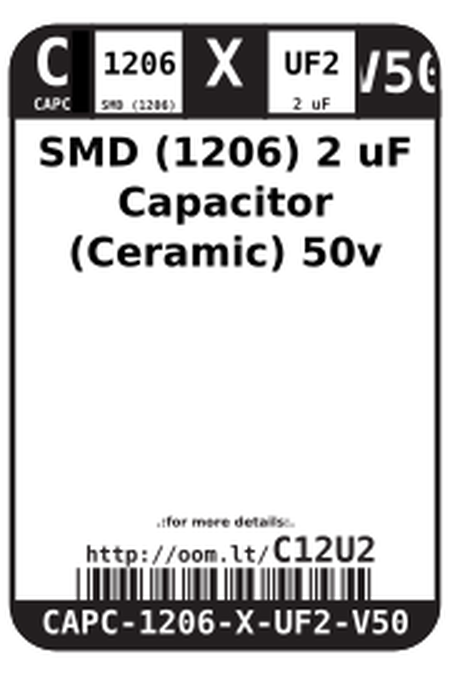 C 1206 X UF2 V50
CAPC SMD (1206) 2 uF
SMD (1206) 2 uF
Capacitor
(Ceramic) 50v
.:for more details:.
http://oom.lt/C12U2
CAPC-1206-X-UF2-V50